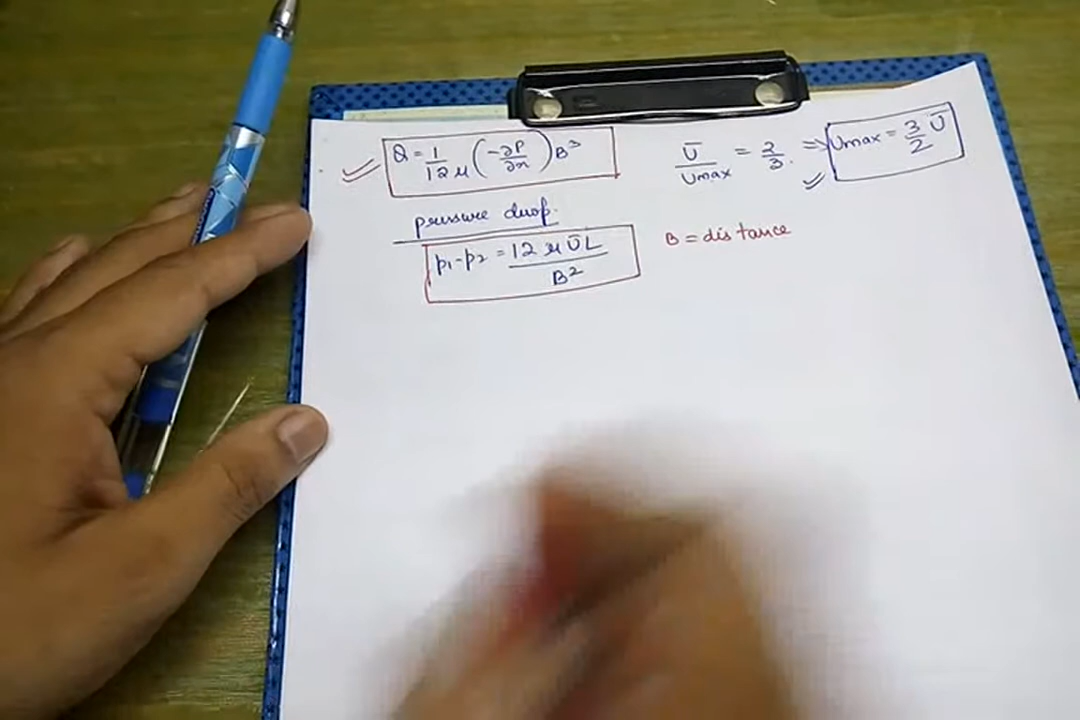 Q = 1/12μ (-∂P/∂x) B³
Ū/Umax = 2/3. ⇒ Umax = 3/2 Ū
pressure drop.
p₁-p₂ = 12 μ Ū L / B²
B = distance